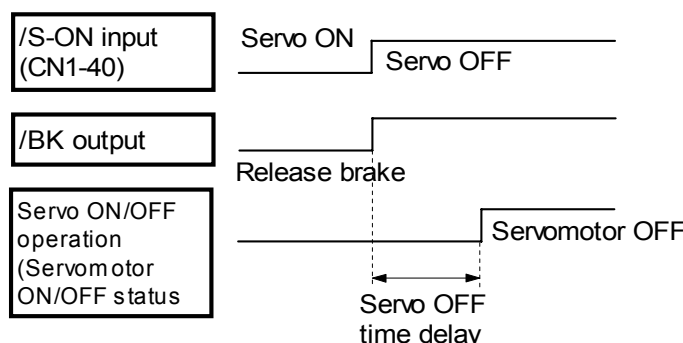 /S-ON input
(CN1-40)
Servo ON
Servo OFF
/BK output
Release brake
Servo ON/OFF
operation
(Servomotor
ON/OFF status
Servomotor OFF
Servo OFF
time delay